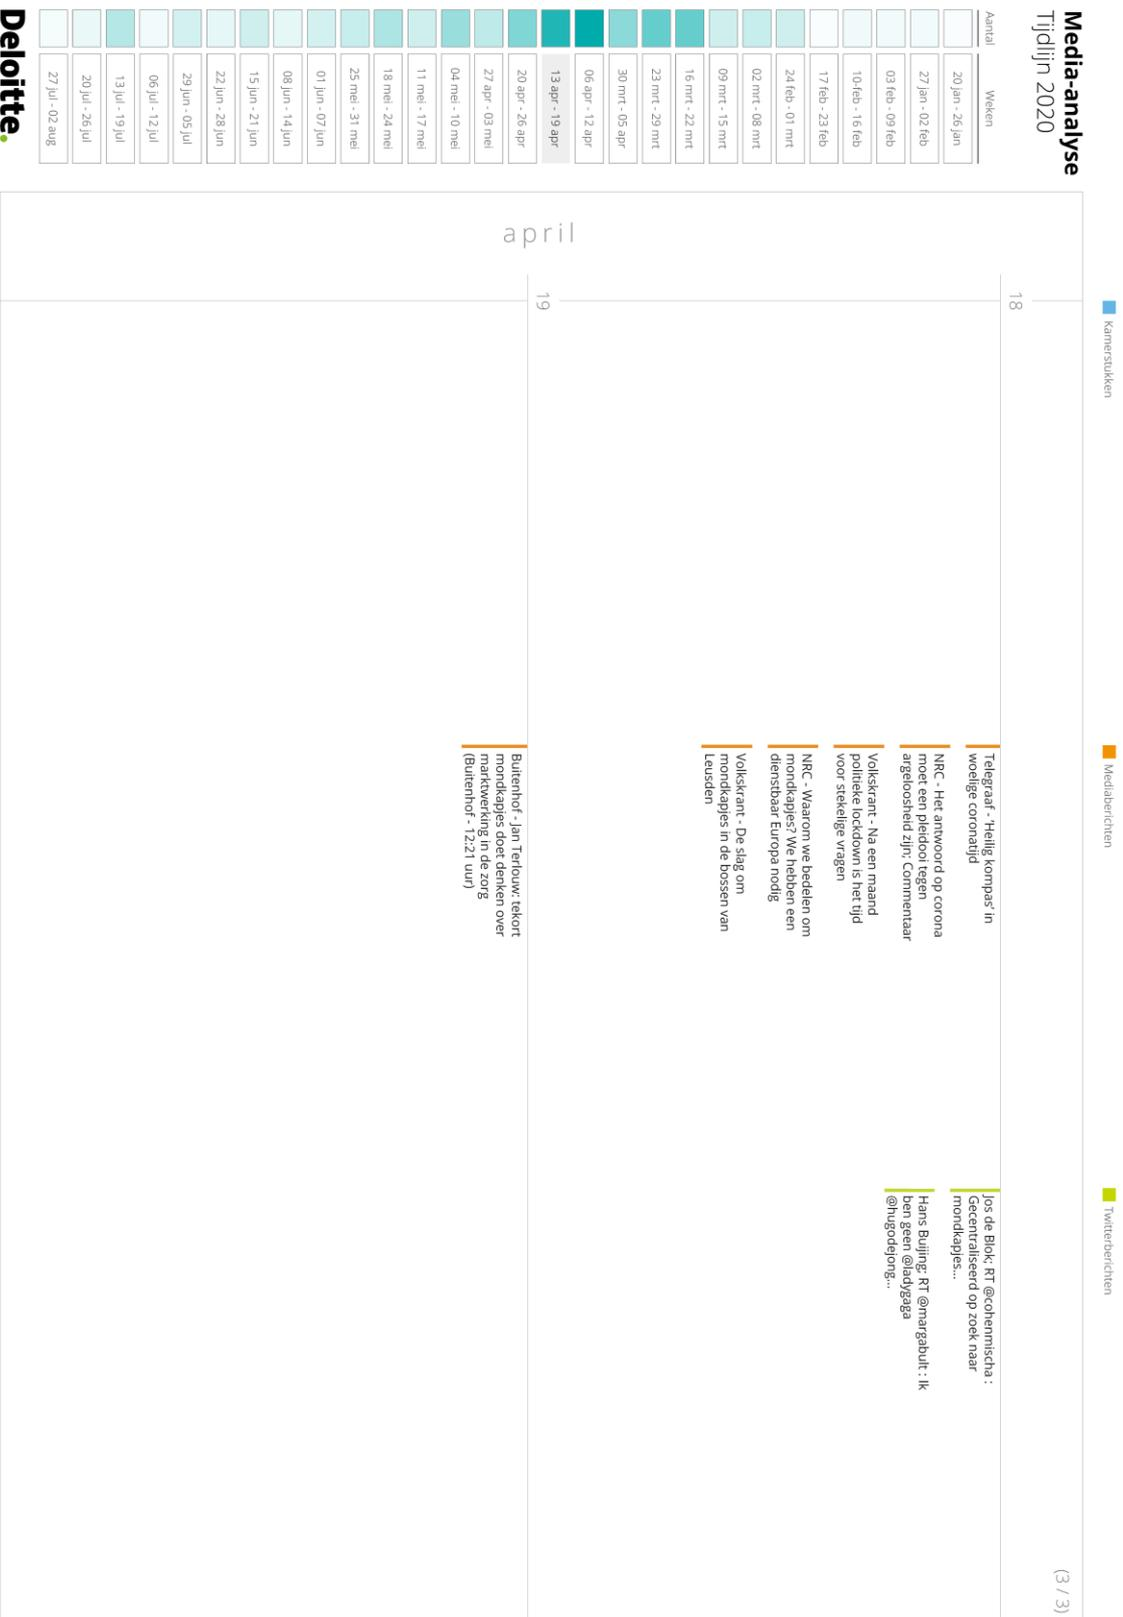 Media-analyse
Tijdlijn 2020
Aantal
Weken
20 jan - 26 jan
27 jan - 02 feb
03 feb - 09 feb
10-feb - 16 feb
17 feb - 23 feb
24 feb - 01 mrt
02 mrt - 08 mrt
09 mrt - 15 mrt
16 mrt - 22 mrt
23 mrt - 29 mrt
30 mrt - 05 apr
06 apr - 12 apr
13 apr - 19 apr
20 apr - 26 apr
27 apr - 03 mei
04 mei - 10 mei
11 mei - 17 mei
18 mei - 24 mei
25 mei - 31 mei
01 jun - 07 jun
08 jun - 14 jun
15 jun - 21 jun
22 jun - 28 jun
29 jun - 05 jul
06 jul - 12 jul
13 jul - 19 jul
20 jul - 26 jul
27 jul - 02 aug
Deloitte.
Kamerstukken
Mediaberichten
Twitterberichten
(3 / 3)
april
18
Telegraaf - 'Heilig kompas' in
woelige coronatijd
NRC - Het antwoord op corona
moet een pleidooi tegen
argeloosheid zijn; Commentaar
Volkskrant - Na een maand
politieke lockdown is het tijd
voor stekelige vragen
NRC - Waarom we bedelen om
mondkapjes? We hebben een
dienstbaar Europa nodig
Volkskrant - De slag om
mondkapjes in de bossen van
Leusden
Jos de Blok; RT @cohenmischa :
Gecentraliseerd op zoek naar
mondkapjes...
Hans Buijing; RT @margabult : Ik
ben geen @ladygaga
@hugodejong...
19
Buitenhof - Jan Terlouw: tekort
mondkapjes doet denken over
marktwerking in de zorg
(Buitenhof - 12:21 uur)